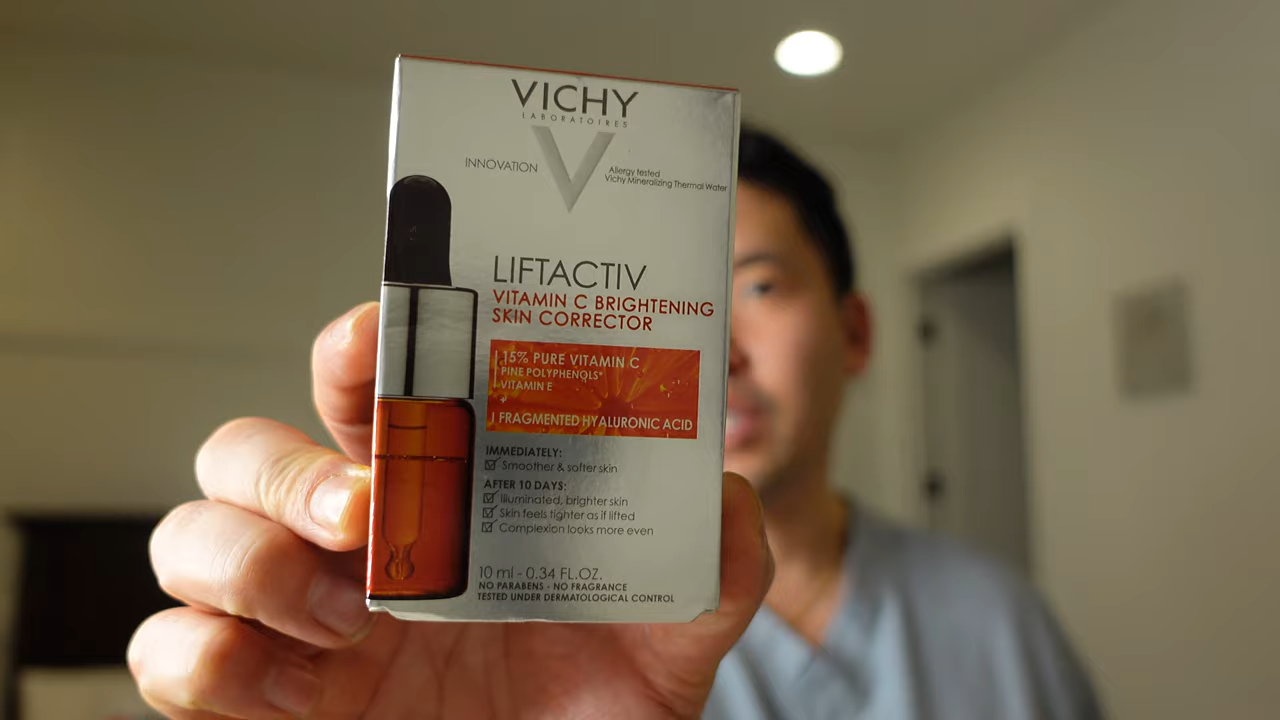 VICHY
LABORATOIRES
INNOVATION
Allergy tested
Vichy Mineralizing Thermal Water
LIFTACTIV
VITAMIN C BRIGHTENING
SKIN CORRECTOR
15% PURE VITAMIN C
PINE POLYPHENOLS*
VITAMIN E
+
FRAGMENTED HYALURONIC ACID
IMMEDIATELY:
Smoother & softer skin
AFTER 10 DAYS:
Illuminated, brighter skin
Skin feels tighter as if lifted
Complexion looks more even
10 ml - 0.34 FL.OZ.
NO PARABENS - NO FRAGRANCE
TESTED UNDER DERMATOLOGICAL CONTROL